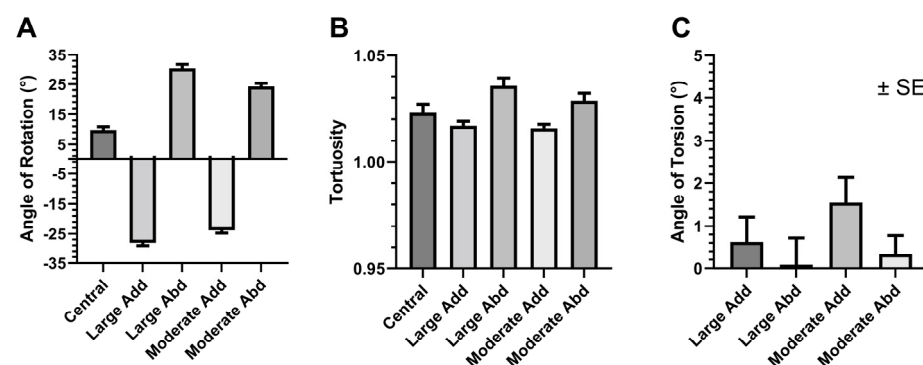 A
Angle of Rotation (°)
35
25
15
5
-5
-15
-25
-35
Central
Large Add
Large Abd
Moderate Add
Moderate Abd
B
Tortuosity
1.05
1.00
0.95
Central
Large Add
Large Abd
Moderate Add
Moderate Abd
C
Angle of Torsion (°)
5
4
3
2
1
0
± SE
Large Add
Large Abd
Moderate Add
Moderate Abd